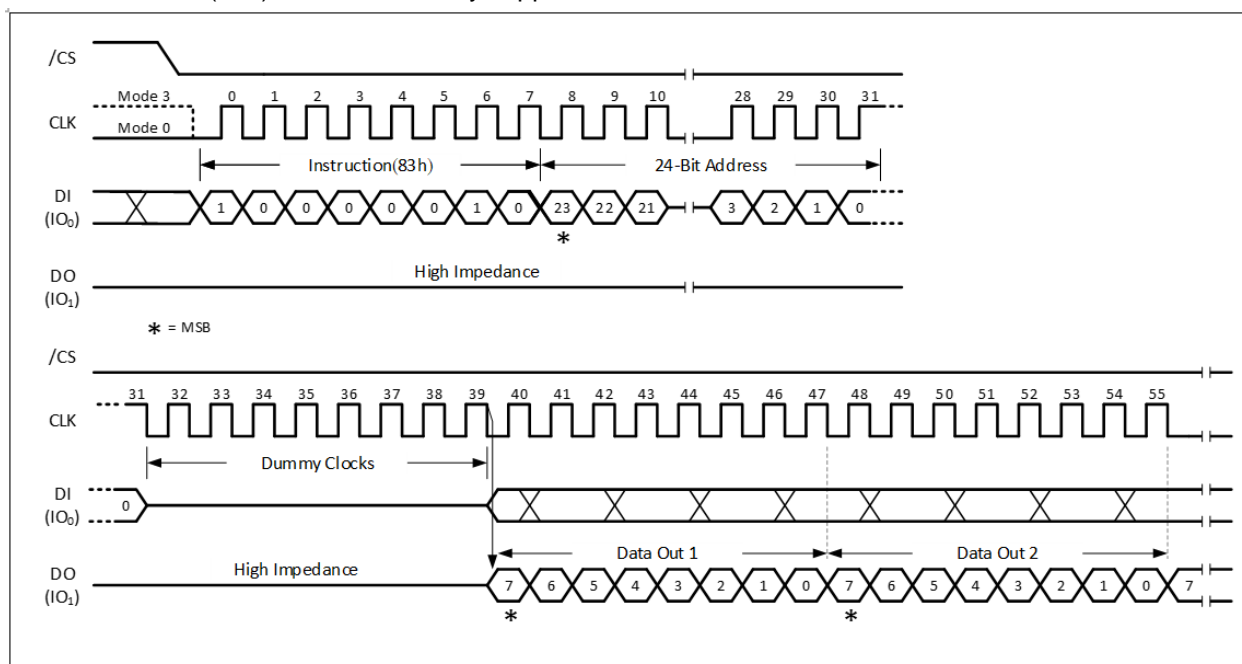 /CS
Mode 3 0 1 2 3 4 5 6 7 8 9 10 28 29 30 31
CLK
Mode 0
Instruction(83h) 24-Bit Address
DI
(IO₀)
1 0 0 0 0 0 1 0 23 22 21 3 2 1 0
*
DO
(IO₁)
High Impedance
* = MSB
/CS
31 32 33 34 35 36 37 38 39 40 41 42 43 44 45 46 47 48 49 50 51 52 53 54 55
CLK
Dummy Clocks
DI
(IO₀)
0
Data Out 1 Data Out 2
DO
(IO₁)
High Impedance
7 6 5 4 3 2 1 0 7 6 5 4 3 2 1 0 7
* *